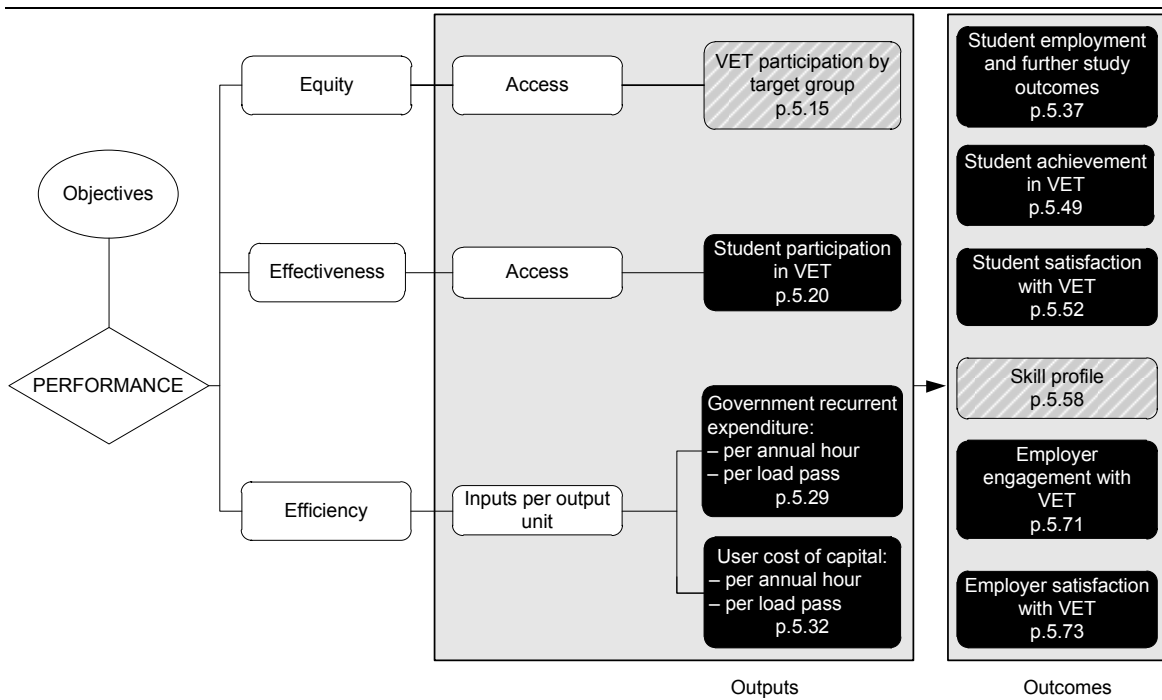 Objectives
PERFORMANCE
Equity
Access
VET participation by
target group
p.5.15
Effectiveness
Access
Student participation
in VET
p.5.20
Efficiency
Inputs per output
unit
Government recurrent
expenditure:
– per annual hour
– per load pass
p.5.29
User cost of capital:
– per annual hour
– per load pass
p.5.32
Outputs
Student employment
and further study
outcomes
p.5.37
Student achievement
in VET
p.5.49
Student satisfaction
with VET
p.5.52
Skill profile
p.5.58
Employer
engagement with
VET
p.5.71
Employer satisfaction
with VET
p.5.73
Outcomes